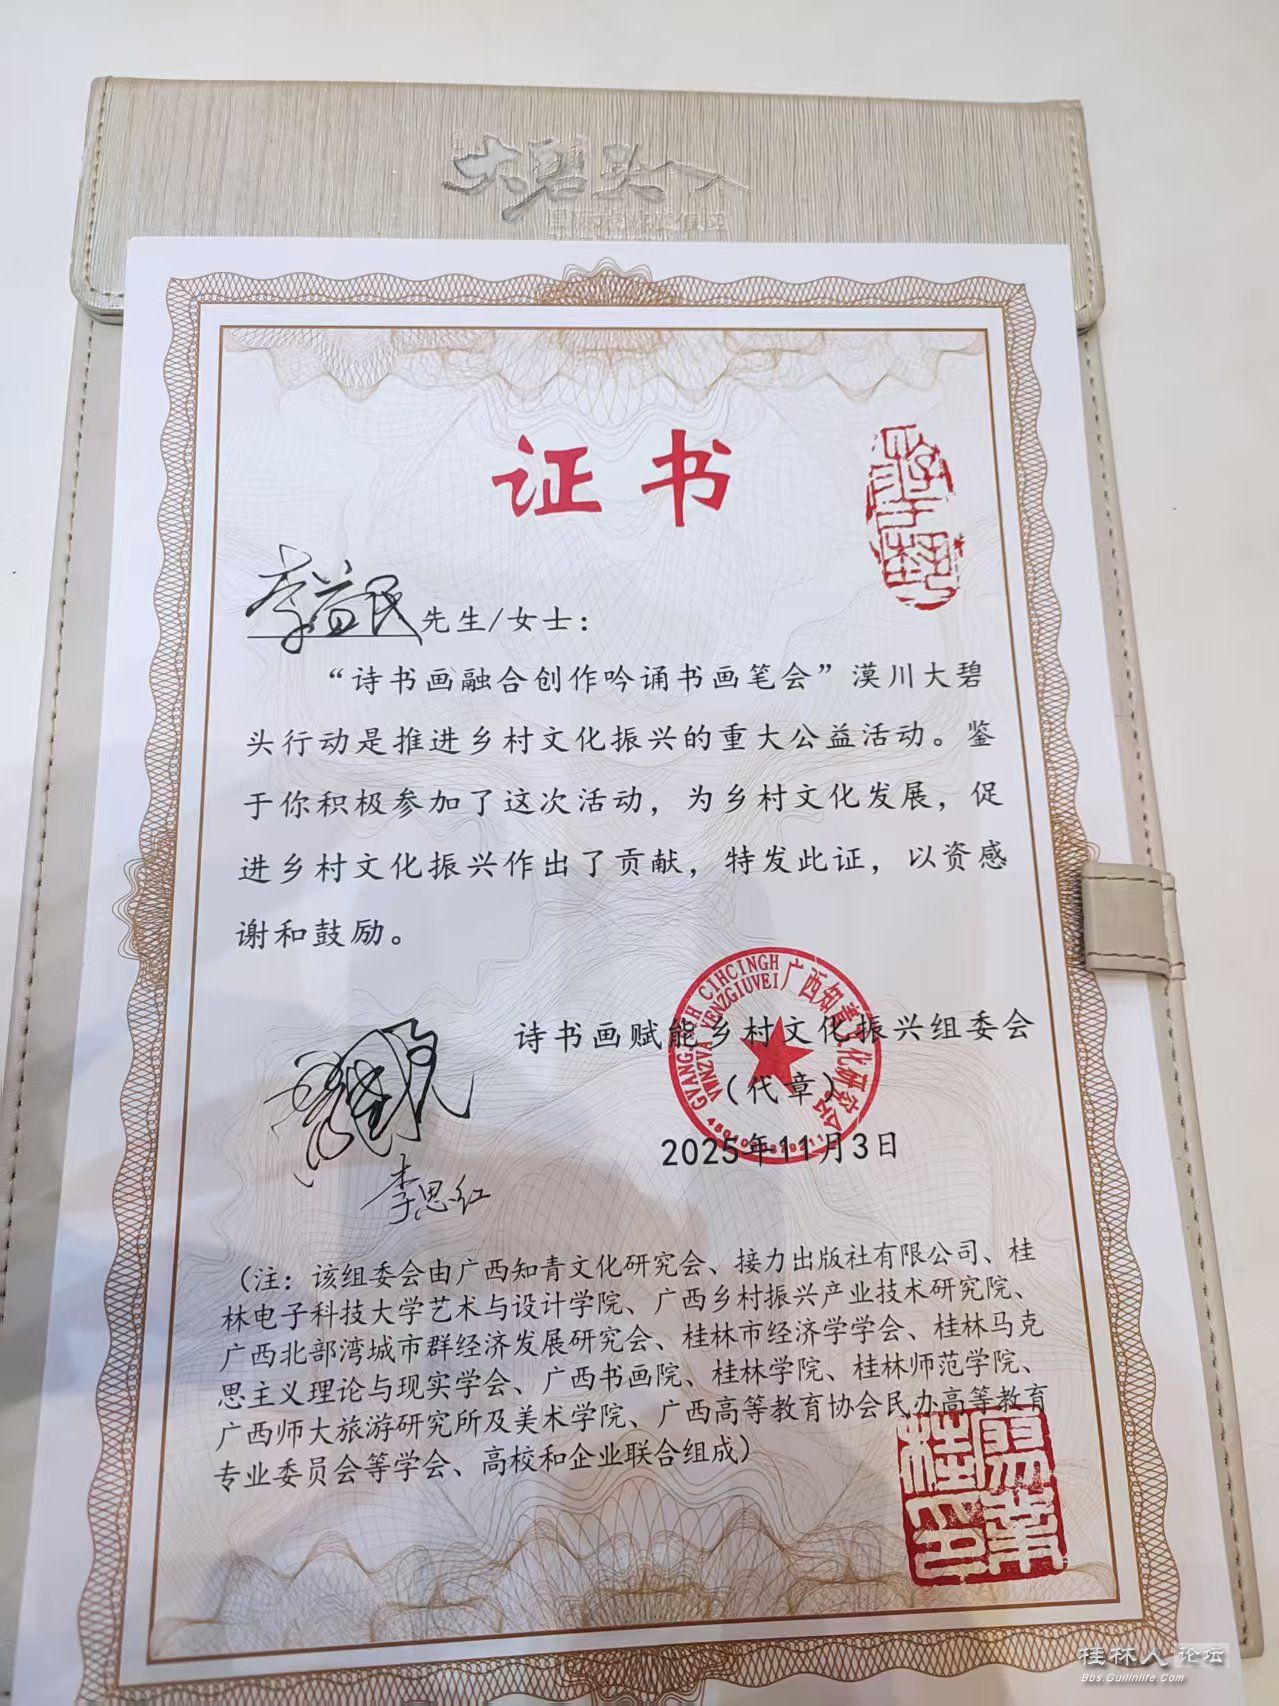 大碧头
证书
李益民先生/女士：
“诗书画融合创作吟诵书画笔会”漠川大碧
头行动是推进乡村文化振兴的重大公益活动。鉴
于你积极参加了这次活动，为乡村文化发展，促
进乡村文化振兴作出了贡献，特发此证，以资感
谢和鼓励。
诗书画赋能乡村文化振兴组委会
（代章）
2025年11月3日
广西知青文化研究会
李思红
（注：该组委会由广西知青文化研究会、接力出版社有限公司、桂
林电子科技大学艺术与设计学院、广西乡村振兴产业技术研究院、
广西北部湾城市群经济发展研究会、桂林市经济学学会、桂林马克
思主义理论与现实学会、广西书画院、桂林学院、桂林师范学院、
广西师大旅游研究所及美术学院、广西高等教育协会民办高等教育
专业委员会等学会、高校和企业联合组成）
桂林人论坛
Bbs.Guilinlife.Com